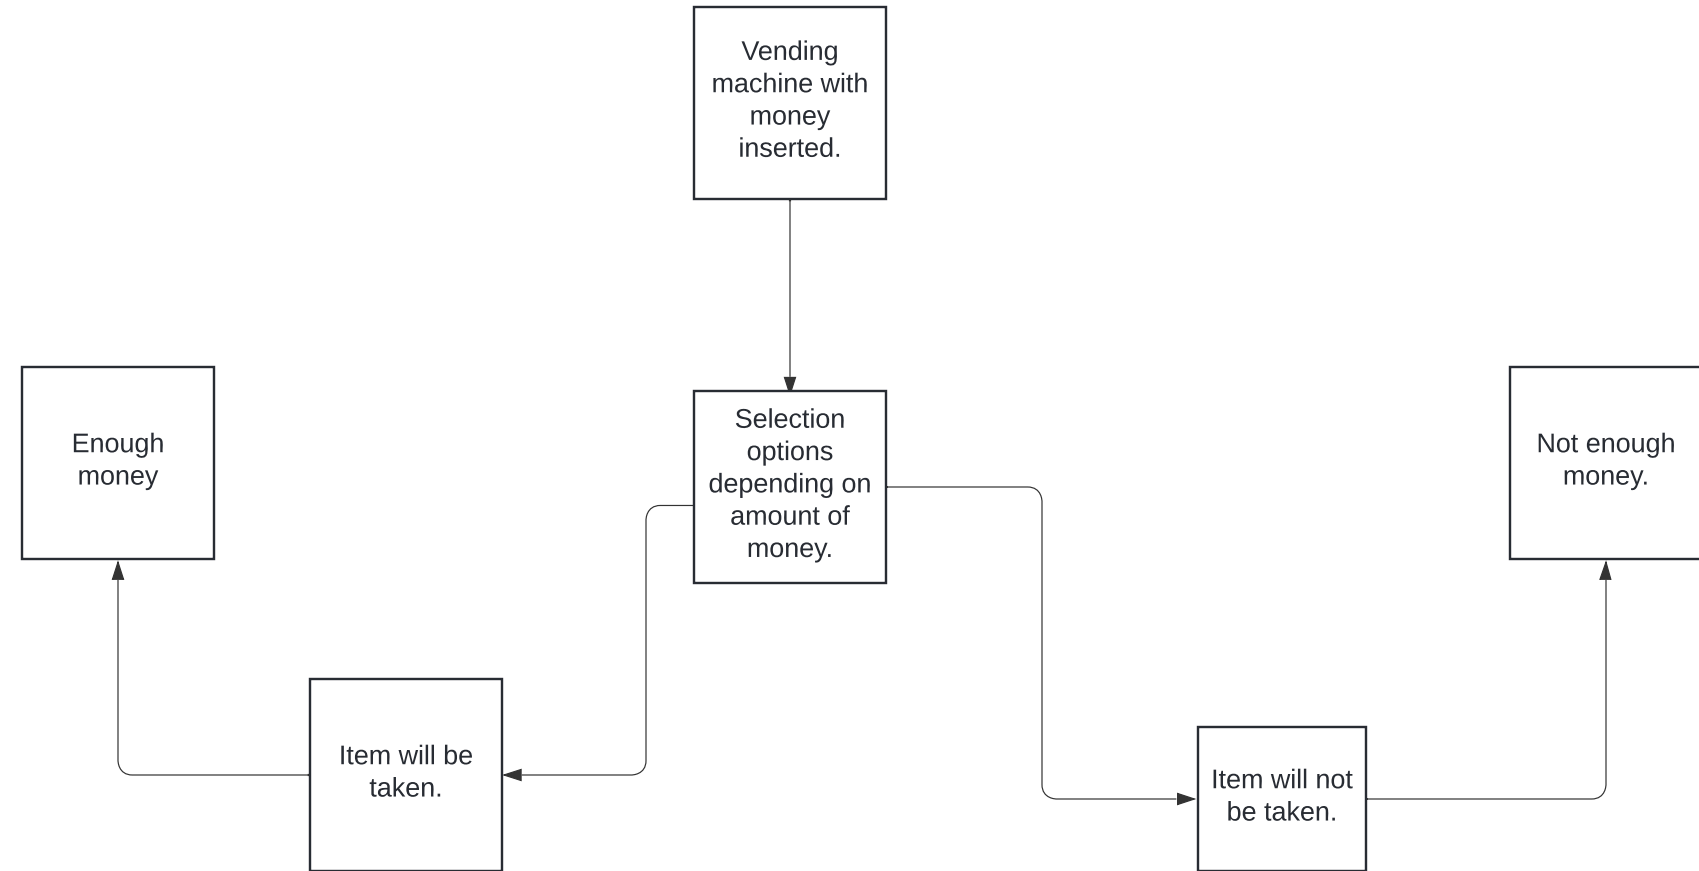 Vending
machine with
money
inserted.
Enough
money
Selection
options
depending on
amount of
money.
Not enough
money.
Item will be
taken.
Item will not
be taken.